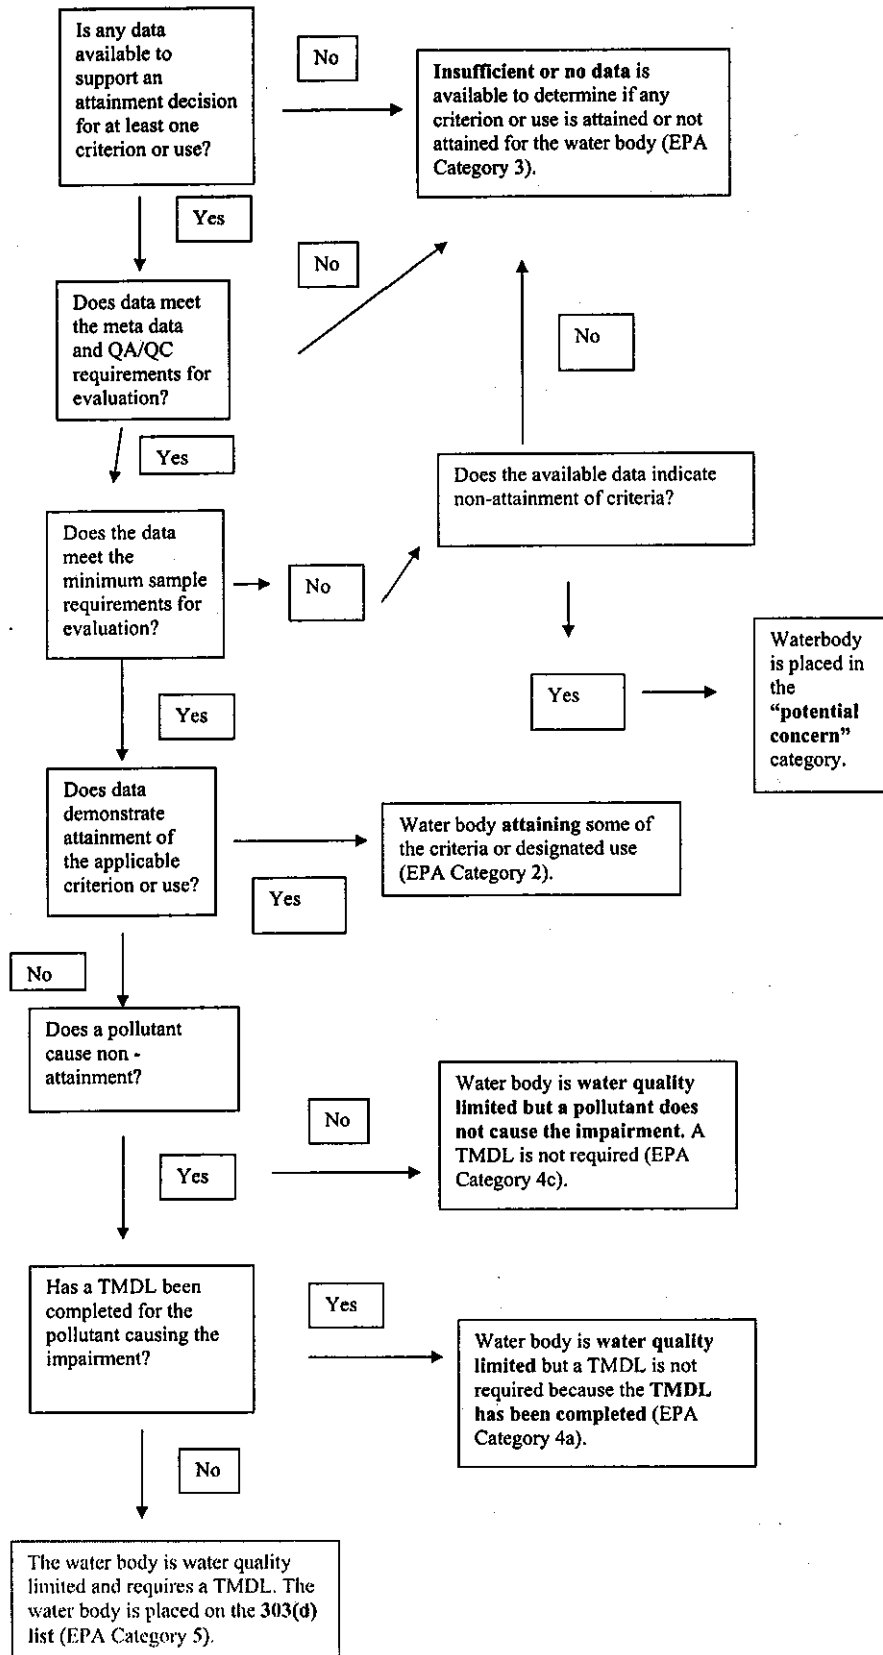 Is any data
available to
support an
attainment decision
for at least one
criterion or use?
No
Insufficient or no data is
available to determine if any
criterion or use is attained or not
attained for the water body (EPA
Category 3).
Yes
No
Does data meet
the meta data
and QA/QC
requirements for
evaluation?
No
Yes
Does the available data indicate
non-attainment of criteria?
Does the data
meet the
minimum sample
requirements for
evaluation?
No
Yes
Waterbody
is placed in
the
“potential
concern”
category.
Yes
Does data
demonstrate
attainment of
the applicable
criterion or use?
Water body attaining some of
the criteria or designated use
(EPA Category 2).
Yes
No
Does a pollutant
cause non -
attainment?
No
Water body is water quality
limited but a pollutant does
not cause the impairment. A
TMDL is not required (EPA
Category 4c).
Yes
Has a TMDL been
completed for the
pollutant causing the
impairment?
Yes
Water body is water quality
limited but a TMDL is not
required because the TMDL
has been completed (EPA
Category 4a).
No
The water body is water quality
limited and requires a TMDL. The
water body is placed on the 303(d)
list (EPA Category 5).